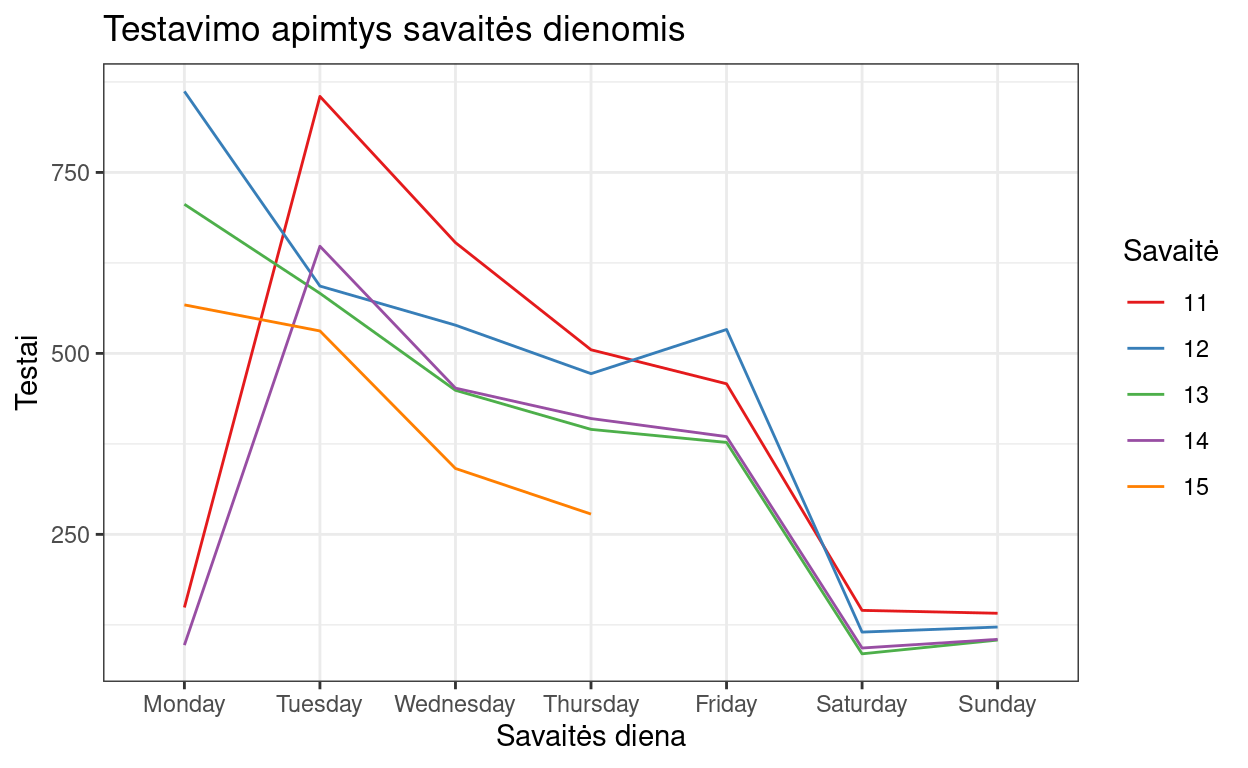 Testavimo apimtys savaitės dienomis
Testai
750
500
250
Monday Tuesday Wednesday Thursday Friday Saturday Sunday
Savaitės diena
Savaitė
11
12
13
14
15